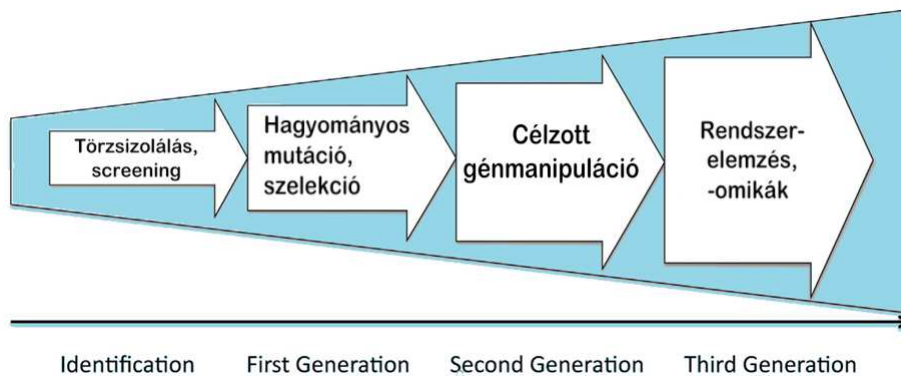 Törzsizolálás,
screening
Hagyományos
mutáció,
szelekció
Célzott
génmanipuláció
Rendszer-
elemzés,
-omikák
Identification
First Generation
Second Generation
Third Generation